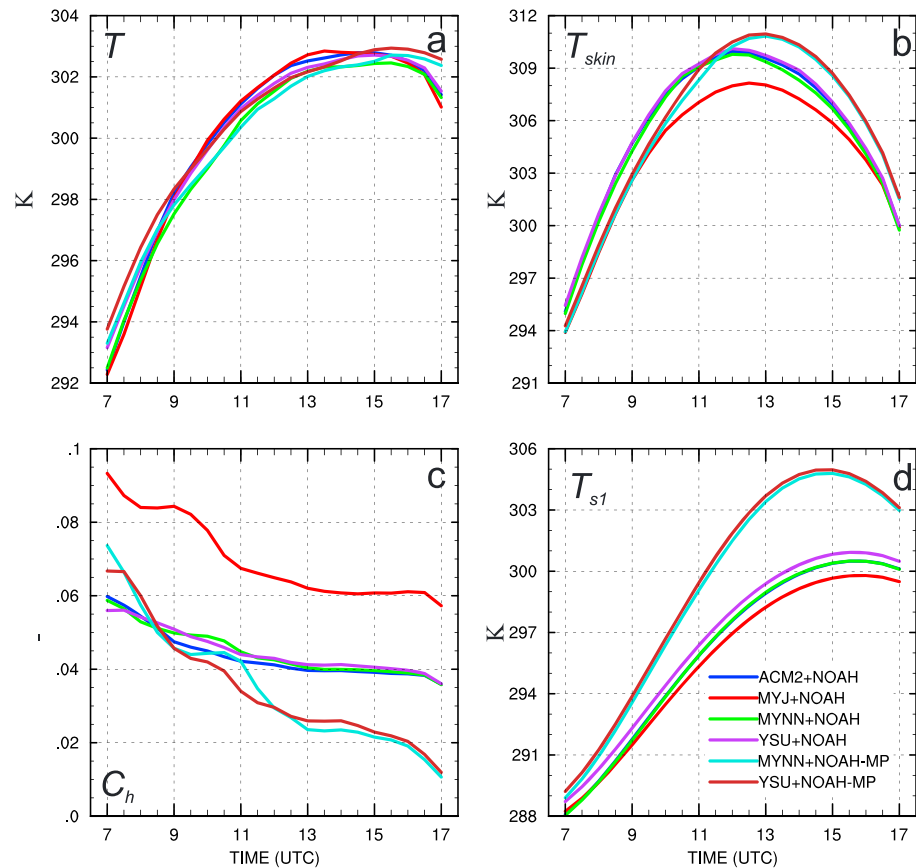 T
a
K
304
302
300
298
296
294
292
7 9 11 13 15 17
T skin
b
K
312
309
306
303
300
297
294
291
7 9 11 13 15 17
C h
c
-
.1
.08
.06
.04
.02
.0
7 9 11 13 15 17
TIME (UTC)
T s1
d
K
306
303
300
297
294
291
288
ACM2+NOAH
MYJ+NOAH
MYNN+NOAH
YSU+NOAH
MYNN+NOAH-MP
YSU+NOAH-MP
7 9 11 13 15 17
TIME (UTC)